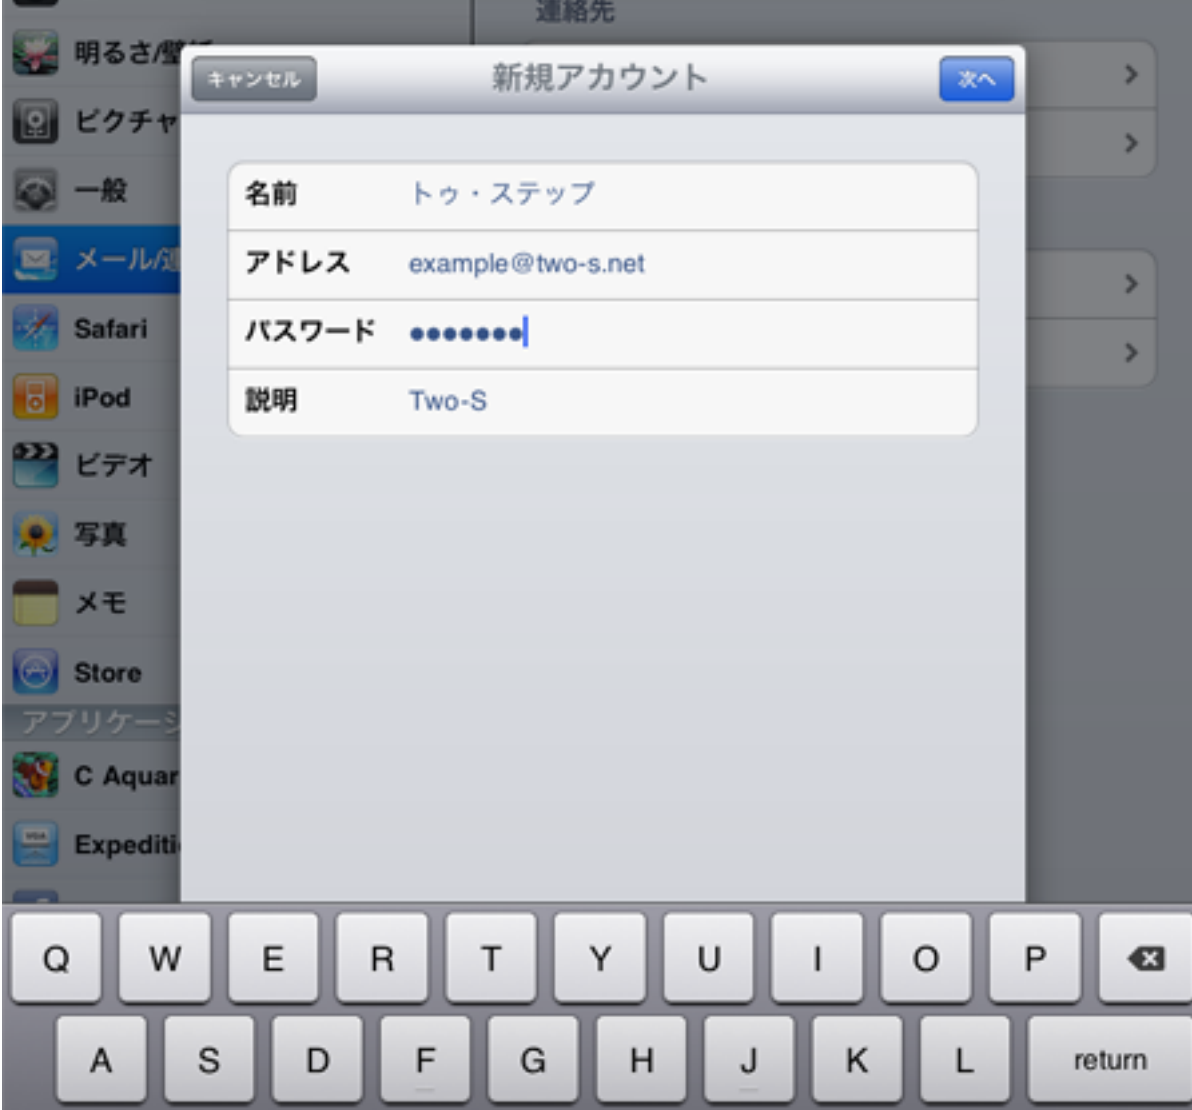 連絡先
明るさ/壁紙
キャンセル
新規アカウント
次へ
ピクチャ
一般
メール/連
Safari
iPod
ビデオ
写真
メモ
Store
アプリケーシ
C Aquar
Expediti
名前 トゥ・ステップ
アドレス example@two-s.net
パスワード •••••••
説明 Two-S
Q W E R T Y U I O P
A S D F G H J K L return